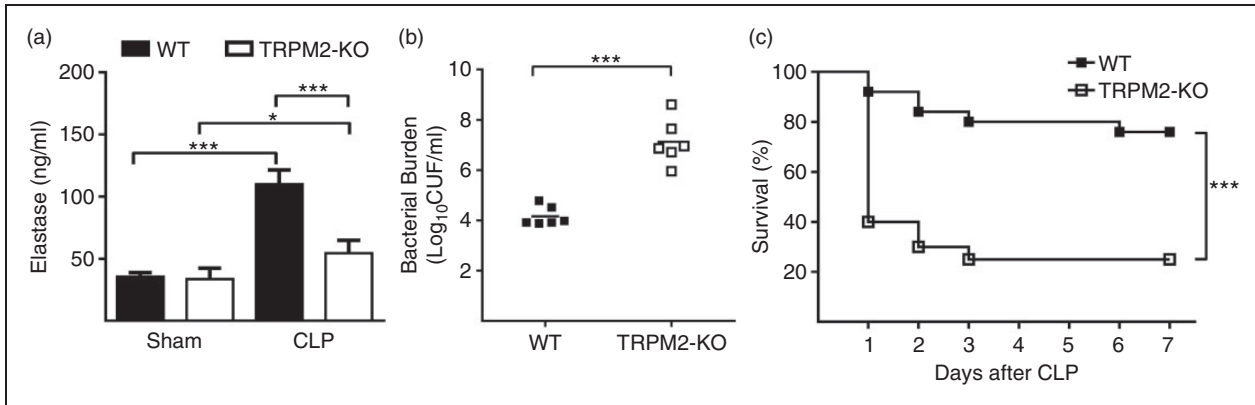 (a)
WT TRPM2-KO
200
150
100
50
Elastase (ng/ml)
***
*
***
Sham CLP
(b)
***
10
8
6
4
2
Bacterial Burden
(Log10CUF/ml)
WT TRPM2-KO
(c)
WT
TRPM2-KO
100
80
60
40
20
Survival (%)
***
1 2 3 4 5 6 7
Days after CLP